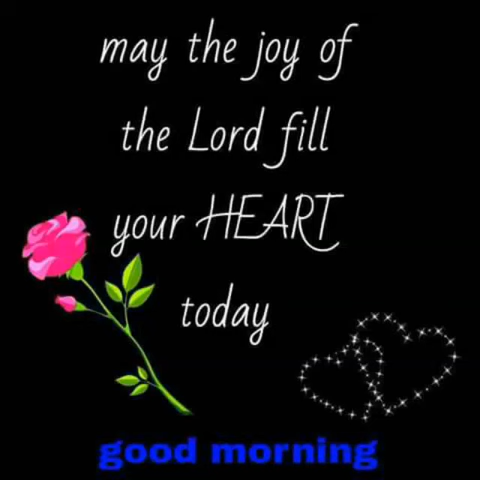 may the joy of
the Lord fill
your HEART
today
good morning